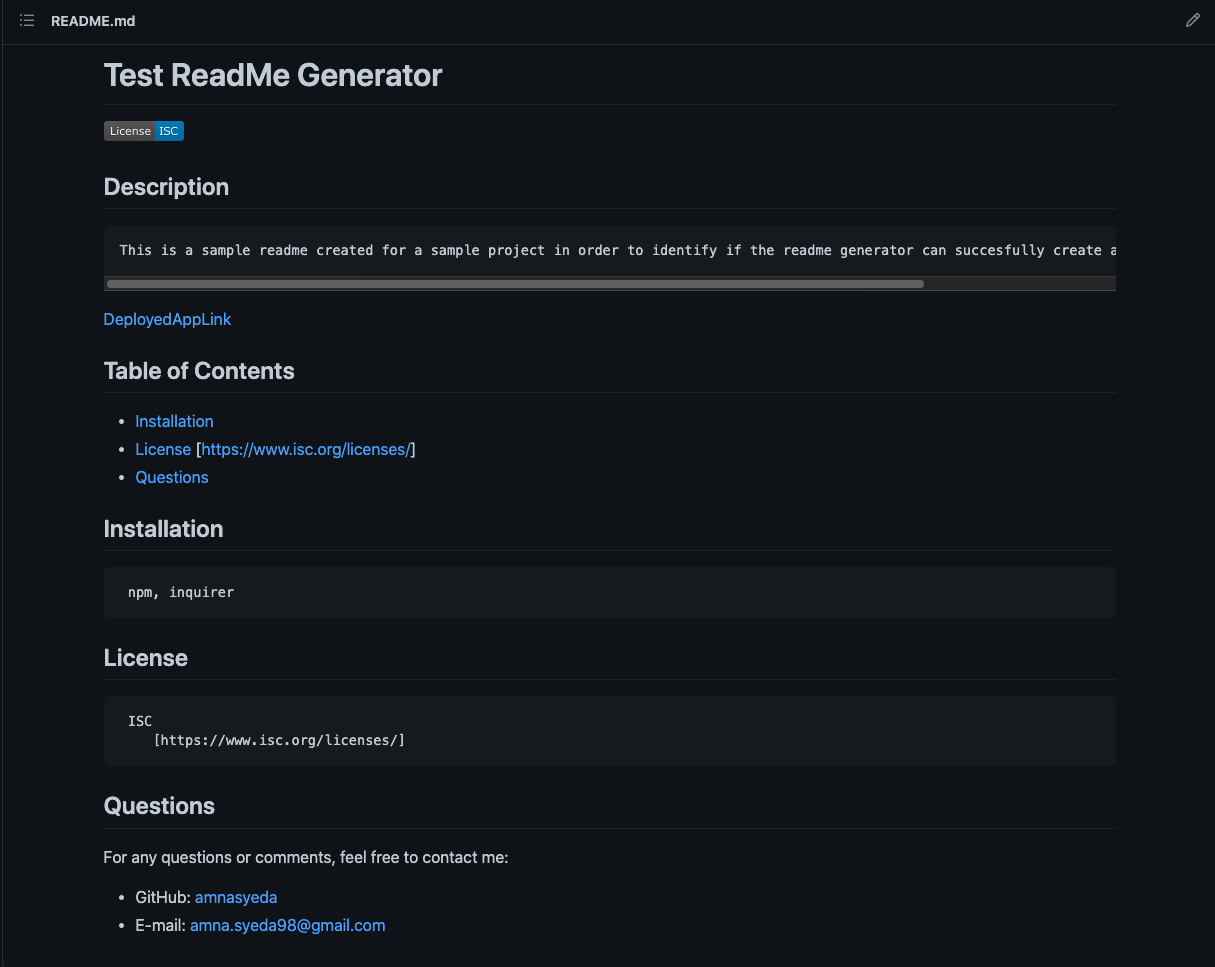 README.md
Test ReadMe Generator
License ISC
Description
This is a sample readme created for a sample project in order to identify if the readme generator can succesfully create a
DeployedAppLink
Table of Contents
• Installation
• License [https://www.isc.org/licenses/]
• Questions
Installation
npm, inquirer
License
ISC
[https://www.isc.org/licenses/]
Questions
For any questions or comments, feel free to contact me:
• GitHub: amnasyeda
• E-mail: amna.syeda98@gmail.com